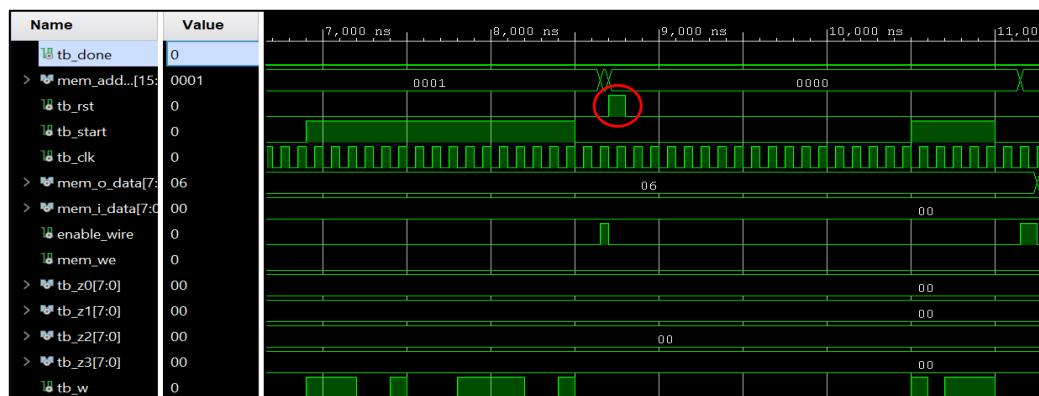 Name Value 7,000 ns 8,000 ns 9,000 ns 10,000 ns 11,00
tb_done 0
mem_add...[15: 0001 0001 0000
tb_rst 0
tb_start 0
tb_clk 0
mem_o_data[7: 06 06
mem_i_data[7:0 00 00
enable_wire 0
mem_we 0
tb_z0[7:0] 00 00
tb_z1[7:0] 00 00
tb_z2[7:0] 00 00
tb_z3[7:0] 00 00
tb_w 0